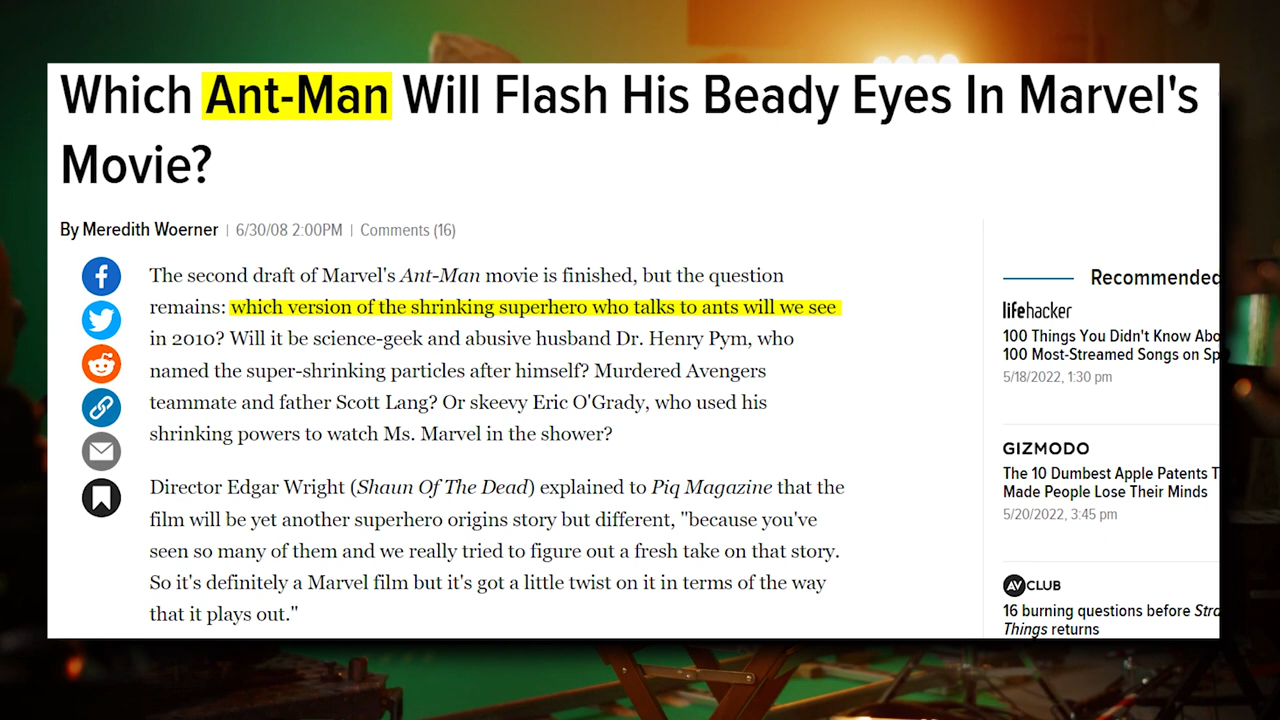 Which Ant-Man Will Flash His Beady Eyes In Marvel's
Movie?
By Meredith Woerner | 6/30/08 2:00PM | Comments (16)
The second draft of Marvel's Ant-Man movie is finished, but the question
remains: which version of the shrinking superhero who talks to ants will we see
in 2010? Will it be science-geek and abusive husband Dr. Henry Pym, who
named the super-shrinking particles after himself? Murdered Avengers
teammate and father Scott Lang? Or skeevy Eric O'Grady, who used his
shrinking powers to watch Ms. Marvel in the shower?
Director Edgar Wright (Shaun Of The Dead) explained to Piq Magazine that the
film will be yet another superhero origins story but different, "because you've
seen so many of them and we really tried to figure out a fresh take on that story.
So it's definitely a Marvel film but it's got a little twist on it in terms of the way
that it plays out."
Recommended
lifehacker
100 Things You Didn't Know Abo
100 Most-Streamed Songs on Sp
5/18/2022, 1:30 pm
GIZMODO
The 10 Dumbest Apple Patents T
Made People Lose Their Minds
5/20/2022, 3:45 pm
AV CLUB
16 burning questions before Stra
Things returns